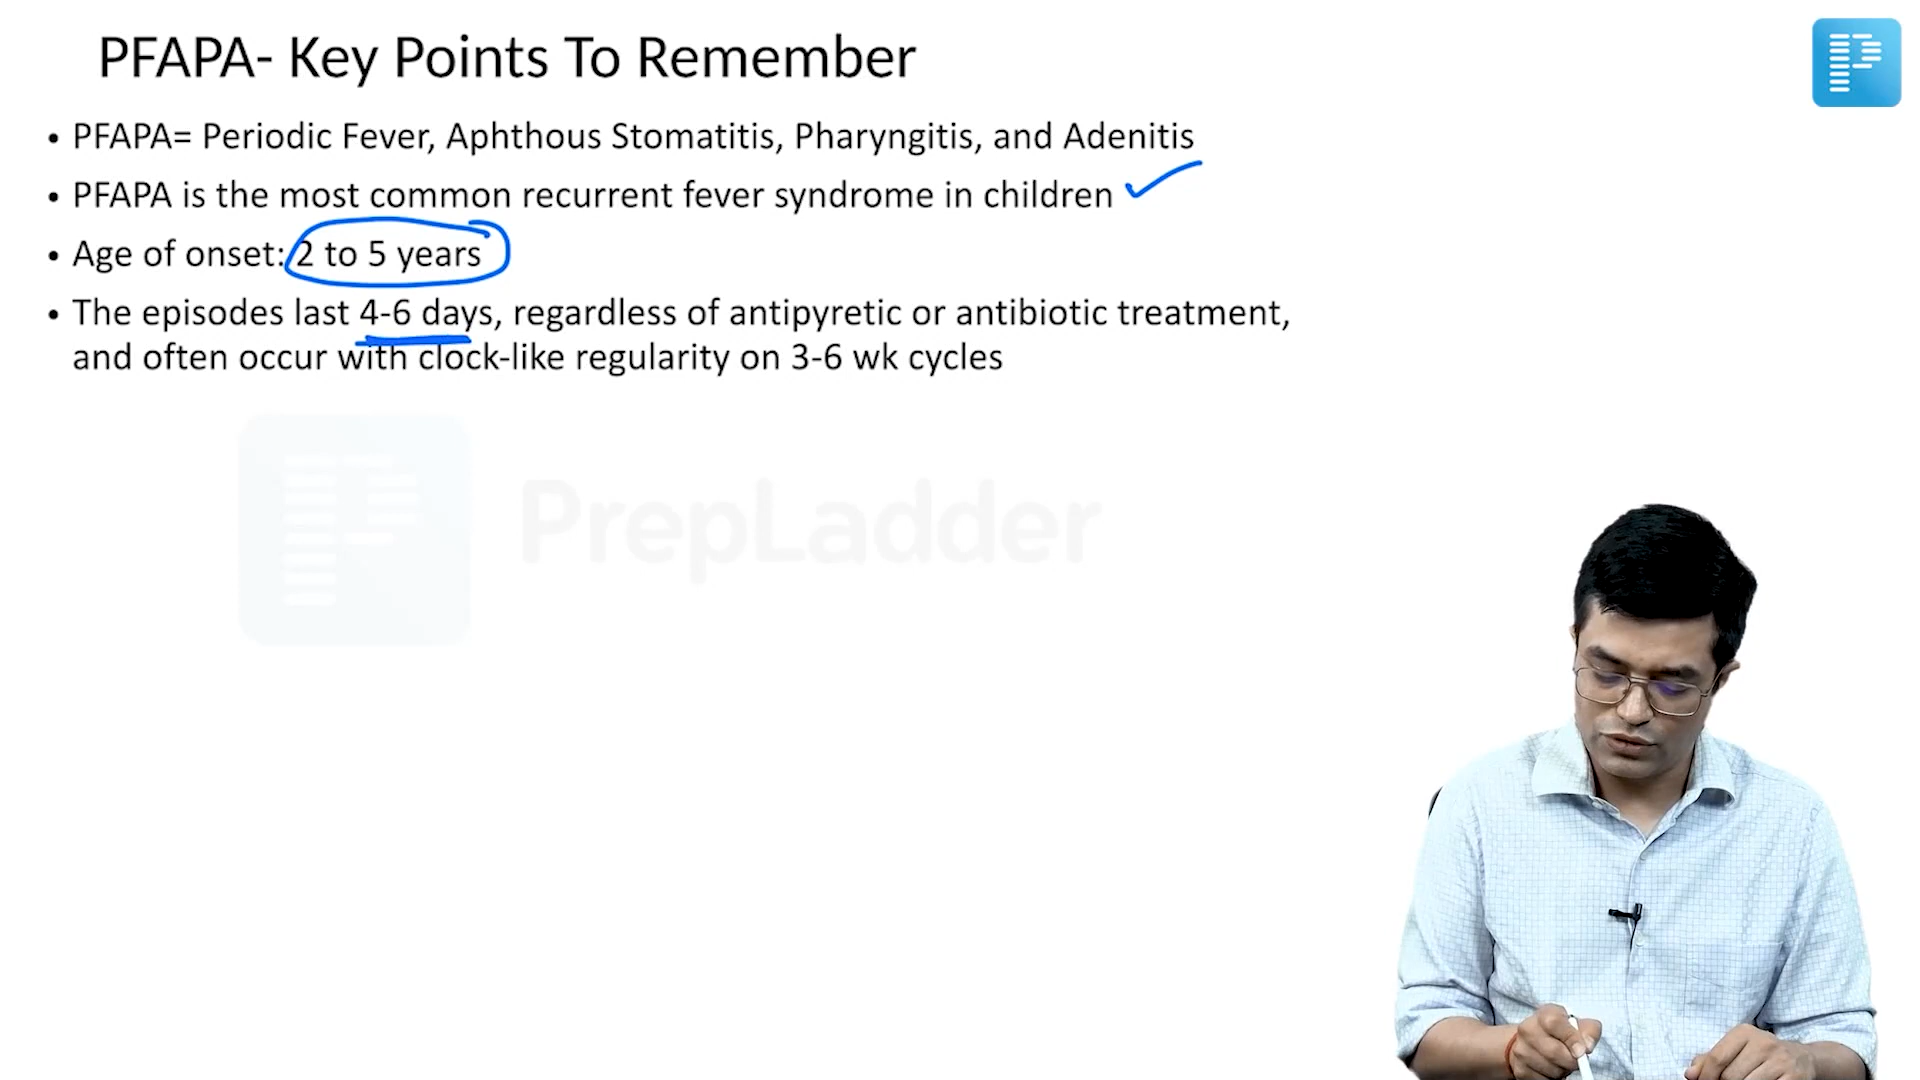 PFAPA- Key Points To Remember
• PFAPA= Periodic Fever, Aphthous Stomatitis, Pharyngitis, and Adenitis
• PFAPA is the most common recurrent fever syndrome in children
• Age of onset: 2 to 5 years
• The episodes last 4-6 days, regardless of antipyretic or antibiotic treatment,
and often occur with clock-like regularity on 3-6 wk cycles
PrepLadder